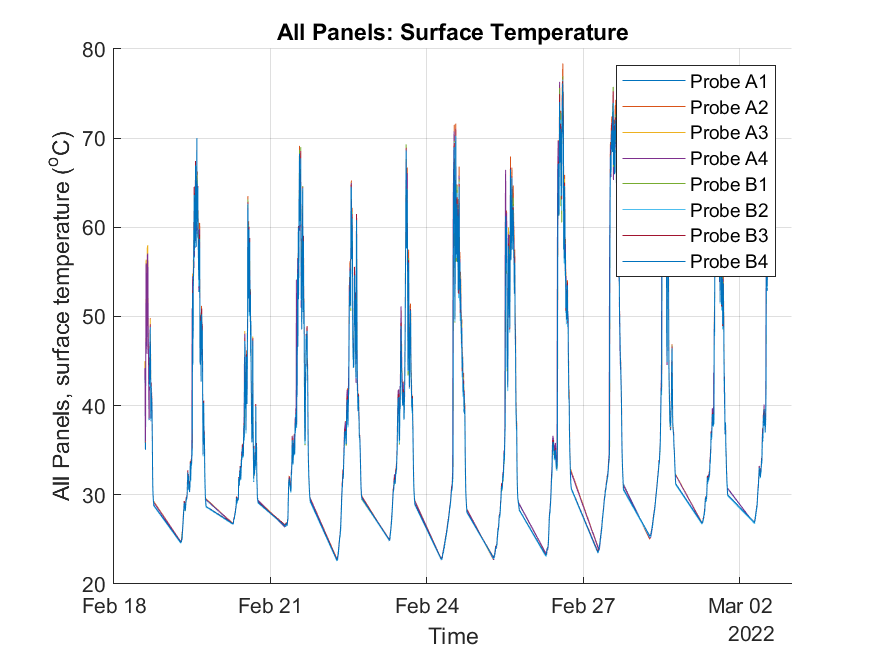 All Panels: Surface Temperature
All Panels, surface temperature (°C)
80
70
60
50
40
30
20
Probe A1
Probe A2
Probe A3
Probe A4
Probe B1
Probe B2
Probe B3
Probe B4
Feb 18
Feb 21
Feb 24
Feb 27
Mar 02
Time
2022